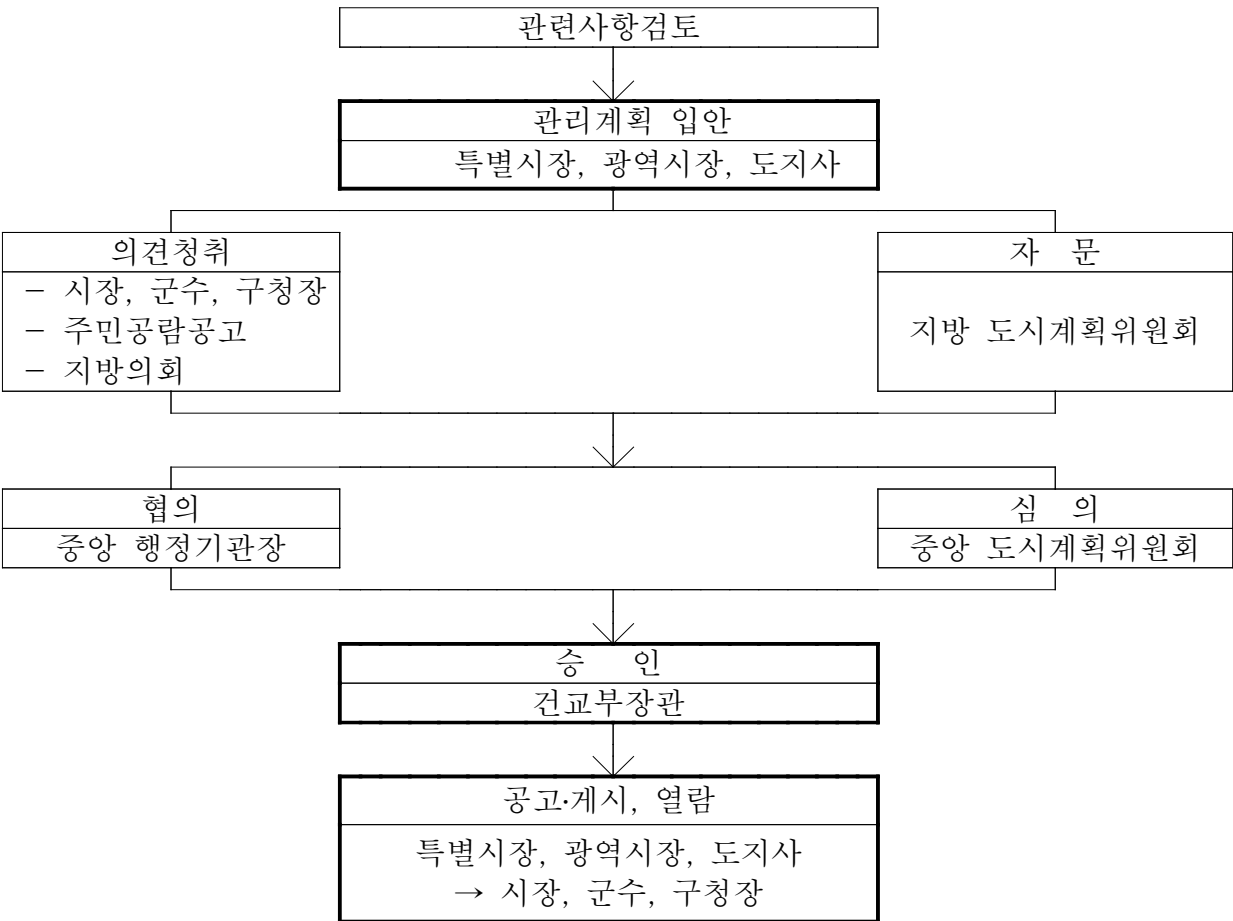 관련사항검토
관리계획 입안
특별시장, 광역시장, 도지사
의견청취
- 시장, 군수, 구청장
- 주민공람공고
- 지방의회
자 문
지방 도시계획위원회
협의
중앙 행정기관장
심 의
중앙 도시계획위원회
승 인
건교부장관
공고·게시, 열람
특별시장, 광역시장, 도지사
→ 시장, 군수, 구청장